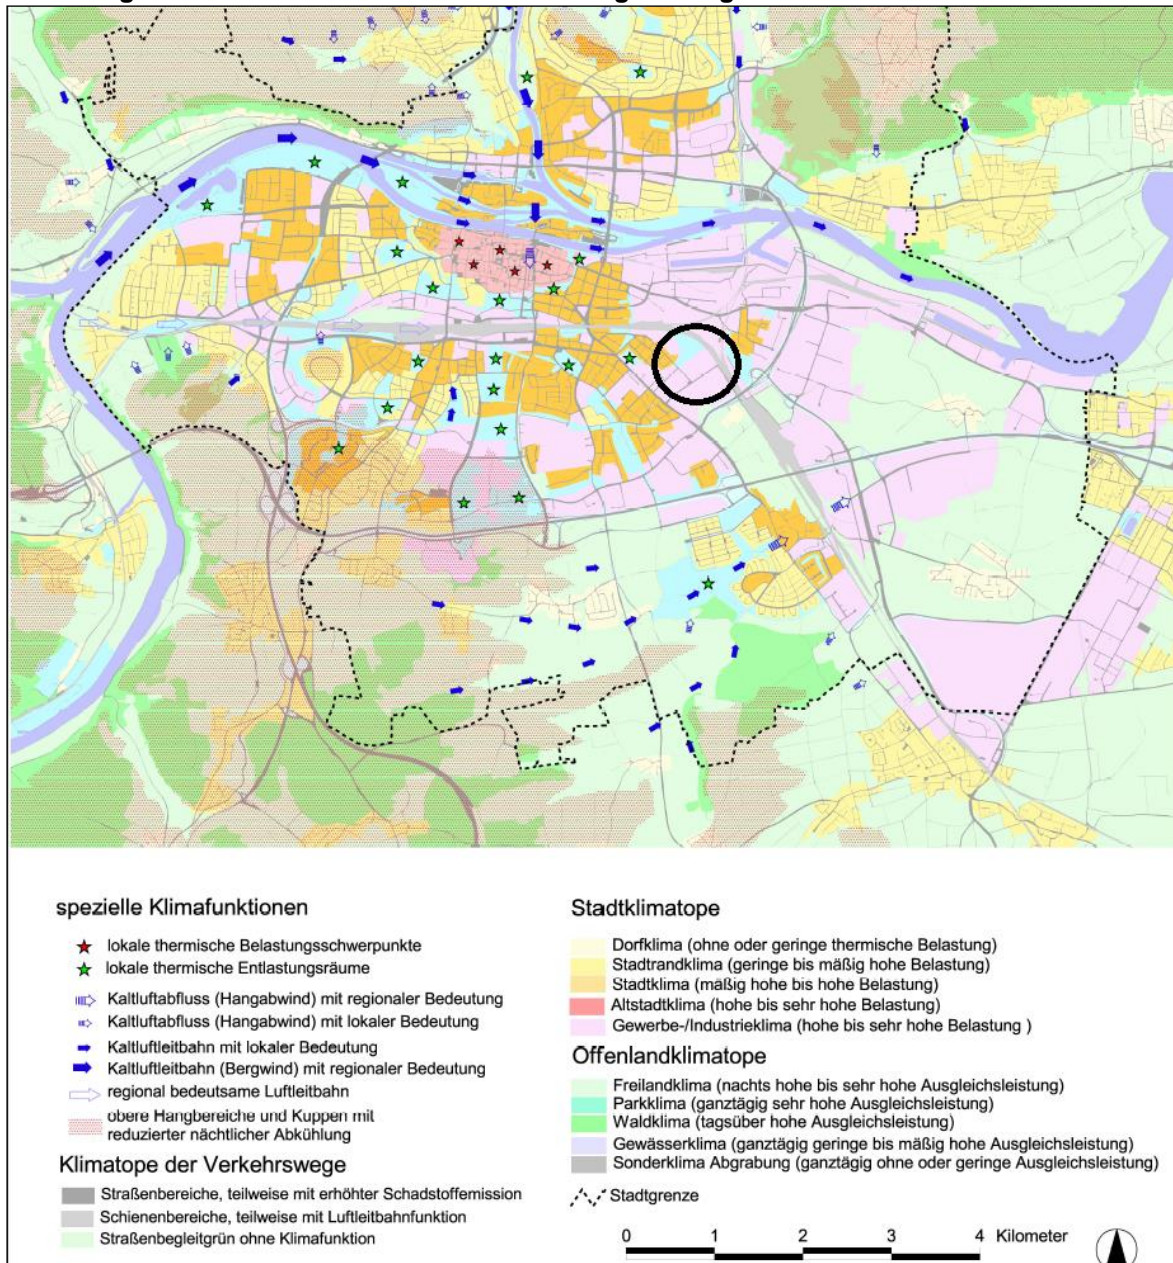 spezielle Klimafunktionen
lokale thermische Belastungsschwerpunkte
lokale thermische Entlastungsräume
Kaltluftabfluss (Hangabwind) mit regionaler Bedeutung
Kaltluftabfluss (Hangabwind) mit lokaler Bedeutung
Kaltluftleitbahn mit lokaler Bedeutung
Kaltluftleitbahn (Bergwind) mit regionaler Bedeutung
regional bedeutsame Luftleitbahn
obere Hangbereiche und Kuppen mit
reduzierter nächtlicher Abkühlung
Klimatope der Verkehrswege
Straßenbereiche, teilweise mit erhöhter Schadstoffemission
Schienenbereiche, teilweise mit Luftleitbahnfunktion
Straßenbegleitgrün ohne Klimafunktion
Stadtklimatope
Dorfklima (ohne oder geringe thermische Belastung)
Stadtrandklima (geringe bis mäßig hohe Belastung)
Stadtklima (mäßig hohe bis hohe Belastung)
Altstadtklima (hohe bis sehr hohe Belastung)
Gewerbe-/Industrieklima (hohe bis sehr hohe Belastung )
Offenlandklimatope
Freilandklima (nachts hohe bis sehr hohe Ausgleichsleistung)
Parkklima (ganztägig sehr hohe Ausgleichsleistung)
Waldklima (tagsüber hohe Ausgleichsleistung)
Gewässerklima (ganztägig geringe bis mäßig hohe Ausgleichsleistung)
Sonderklima Abgrabung (ganztägig ohne oder geringe Ausgleichsleistung)
Stadtgrenze
0 1 2 3 4 Kilometer